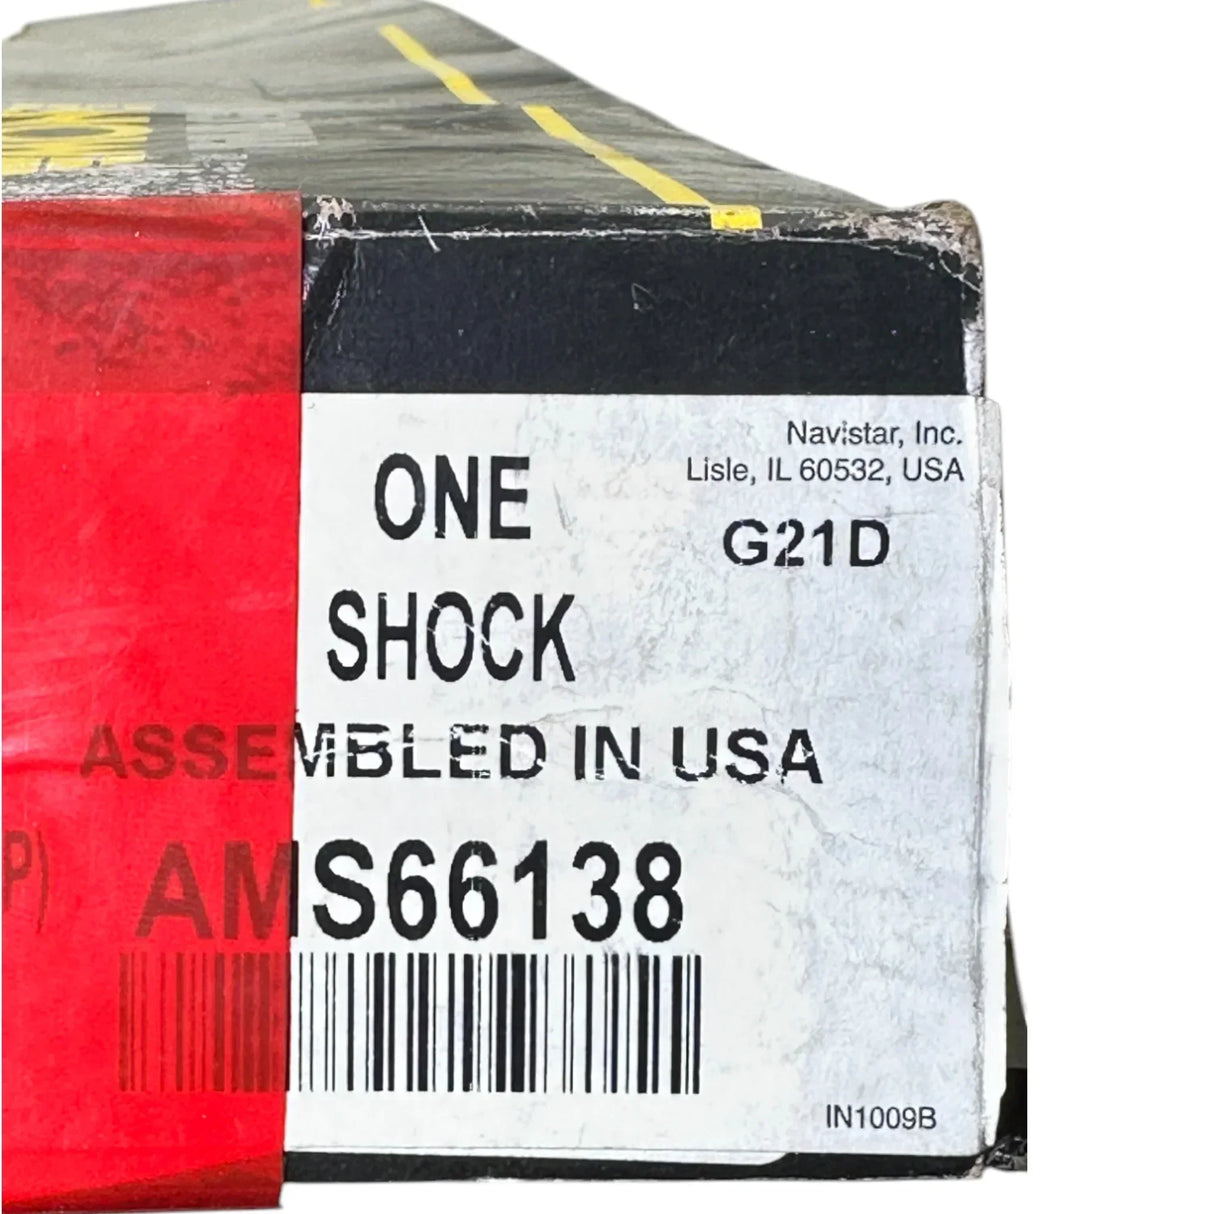 Navistar, Inc.
Lisle, IL 60532, USA
ONE
G21D
SHOCK
ASSEMBLED IN USA
P)
AMS66138
IN1009B